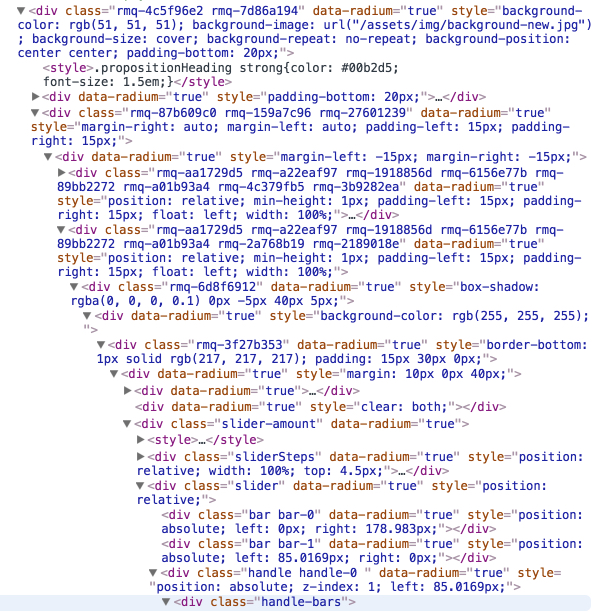 ▼<div class="rmq-4c5f96e2 rmq-7d86a194" data-radium="true" style="background-
color: rgb(51, 51, 51); background-image: url("/assets/img/background-new.jpg")
; background-size: cover; background-repeat: no-repeat; background-position:
center center; padding-bottom: 20px;">
<style>.propositionHeading strong{color: #00b2d5;
font-size: 1.5em;}</style>
▶<div data-radium="true" style="padding-bottom: 20px;">…</div>
▼<div class="rmq-87b609c0 rmq-159a7c96 rmq-27601239" data-radium="true"
style="margin-right: auto; margin-left: auto; padding-left: 15px; padding-
right: 15px;">
▼<div data-radium="true" style="margin-left: -15px; margin-right: -15px;">
▶<div class="rmq-aa1729d5 rmq-a22eaf97 rmq-1918856d rmq-6156e77b rmq-
89bb2272 rmq-a01b93a4 rmq-4c379fb5 rmq-3b9282ea" data-radium="true"
style="position: relative; min-height: 1px; padding-left: 15px; padding-
right: 15px; float: left; width: 100%;">…</div>
▼<div class="rmq-aa1729d5 rmq-a22eaf97 rmq-1918856d rmq-6156e77b rmq-
89bb2272 rmq-a01b93a4 rmq-2a768b19 rmq-2189018e" data-radium="true"
style="position: relative; min-height: 1px; padding-left: 15px; padding-
right: 15px; float: left; width: 100%;">
▼<div class="rmq-6d8f6912" data-radium="true" style="box-shadow:
rgba(0, 0, 0, 0.1) 0px -5px 40px 5px;">
▼<div data-radium="true" style="background-color: rgb(255, 255, 255);
">
▼<div class="rmq-3f27b353" data-radium="true" style="border-bottom:
1px solid rgb(217, 217, 217); padding: 15px 30px 0px;">
▼<div data-radium="true" style="margin: 10px 0px 40px;">
▶<div data-radium="true">…</div>
<div data-radium="true" style="clear: both;"></div>
▼<div class="slider-amount" data-radium="true">
▶<style>…</style>
▶<div class="sliderSteps" data-radium="true" style="position:
relative; width: 100%; top: 4.5px;">…</div>
▼<div class="slider" data-radium="true" style="position:
relative;">
<div class="bar bar-0" data-radium="true" style="position:
absolute; left: 0px; right: 178.983px;"></div>
<div class="bar bar-1" data-radium="true" style="position:
absolute; left: 85.0169px; right: 0px;"></div>
▼<div class="handle handle-0 " data-radium="true" style=
"position: absolute; z-index: 1; left: 85.0169px;">
▼<div class="handle-bars">